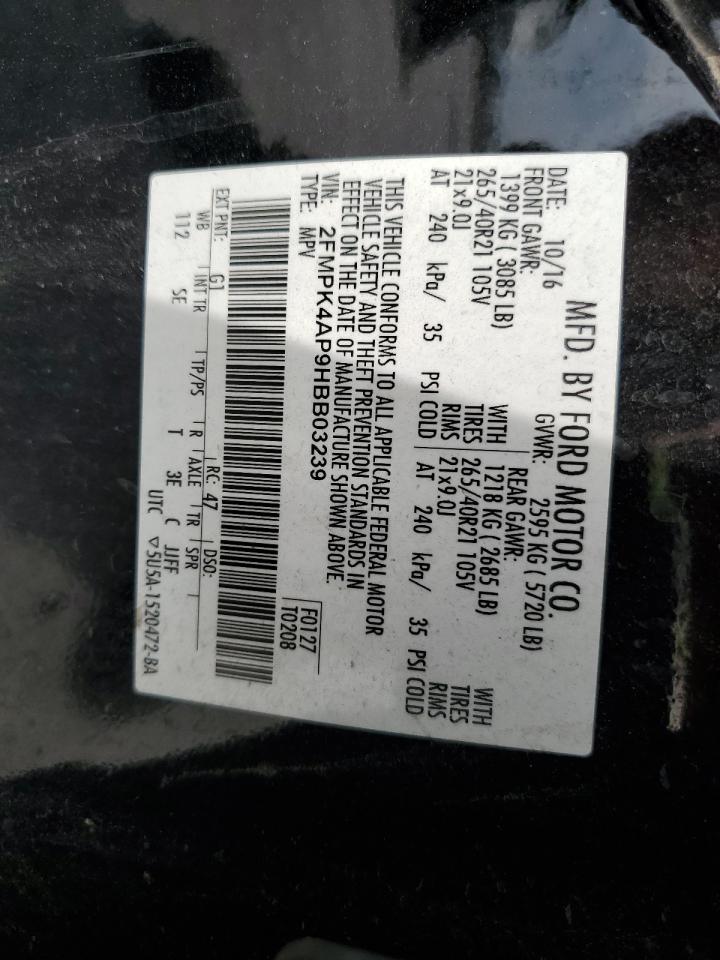 MFD. BY FORD MOTOR CO.
DATE: 10/16 GVWR: 2595 KG ( 5720 LB)
FRONT GAWR: REAR GAWR:
1399 KG ( 3085 LB) WITH 1218 KG ( 2685 LB) WITH
265/40R21 105V TIRES 265/40R21 105V TIRES
21x9.0J RIMS 21x9.0J RIMS
AT 240 kPa/ 35 PSI COLD AT 240 kPa/ 35 PSI COLD
THIS VEHICLE CONFORMS TO ALL APPLICABLE FEDERAL MOTOR
VEHICLE SAFETY AND THEFT PREVENTION STANDARDS IN
EFFECT ON THE DATE OF MANUFACTURE SHOWN ABOVE.
VIN: 2FMPK4AP9HBB03239 F0127
TYPE: MPV T0208
EXT PNT: G1 RC: 47 DSO:
WB INT TR TP/PS R AXLE TR SPR
112 SE T 3E C JJFF
UTC ▽5U5A-1520472-BA